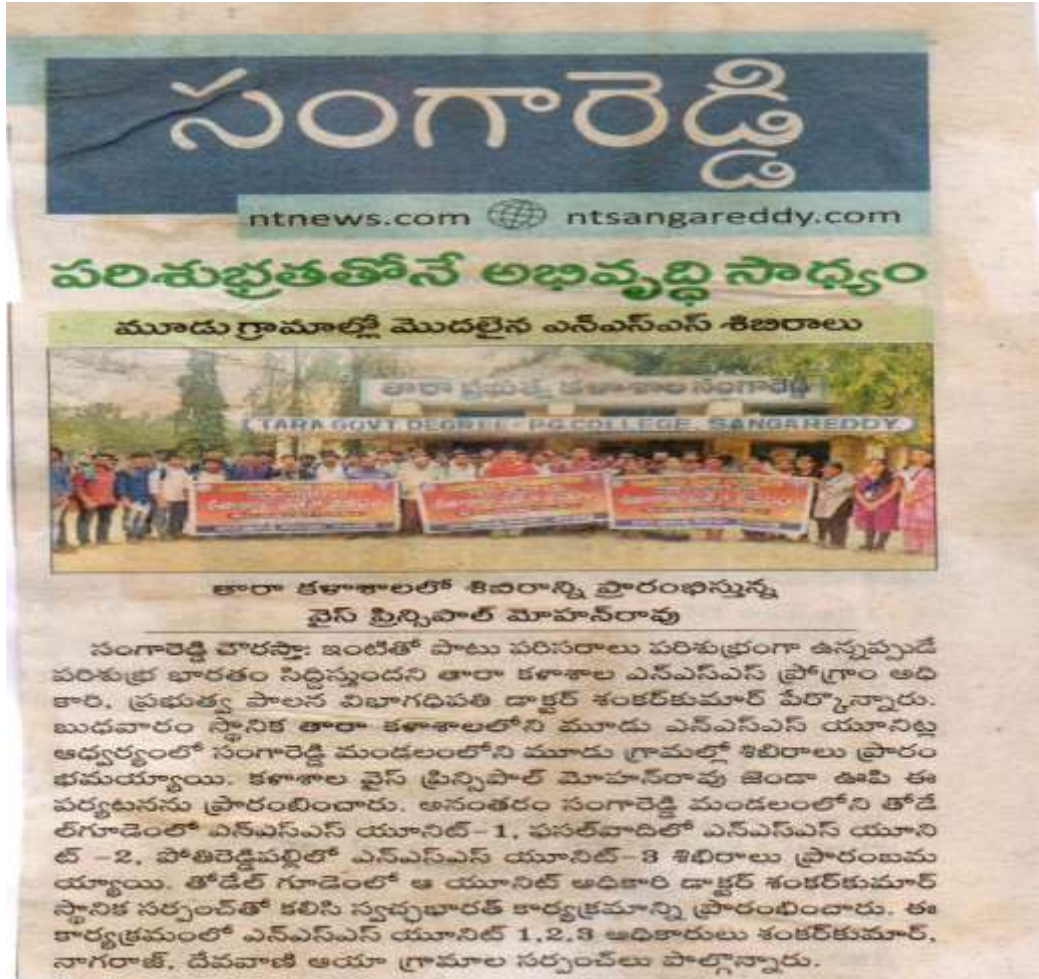 సంగారెడ్డి
ntnews.com ntsangareddy.com
పరిశుభ్రతతోనే అభివృద్ధి సాధ్యం
మూడు గ్రామాల్లో మొదలైన ఎన్ఎస్ఎస్ శిబిరాలు
తారా ప్రభుత్వ కళాశాల సంగారెడ్డి
TARA GOVT DEGREE - PG COLLEGE, SANGAREDDY.
తారా కళాశాలలో శిబిరాన్ని ప్రారంభిస్తున్న
వైస్ ప్రిన్సిపాల్ మోహన్‌రావు
సంగారెడ్డి చౌరస్తా: ఇంటితో పాటు పరిసరాలు పరిశుభ్రంగా ఉన్నప్పుడే
పరిశుభ్ర భారతం సిద్ధిస్తుందని తారా కళాశాల ఎన్ఎస్ఎస్ ప్రోగ్రాం అధి
కారి, ప్రభుత్వ పాలన విభాగధిపతి డాక్టర్ శంకర్‌కుమార్ పేర్కొన్నారు.
బుధవారం స్థానిక తారా కళాశాలలోని మూడు ఎన్ఎస్ఎస్ యూనిట్ల
ఆధ్వర్యంలో సంగారెడ్డి మండలంలోని మూడు గ్రామల్లో శిబిరాలు ప్రారం
భమయ్యాయి. కళాశాల వైస్ ప్రిన్సిపాల్ మోహన్‌రావు జెండా ఊపి ఈ
పర్యటనను ప్రారంభించారు. అనంతరం సంగారెడ్డి మండలంలోని తోడే
ల్‌గూడెంలో ఎన్ఎస్ఎస్ యూనిట్-1, ఫసల్‌వాదిలో ఎన్ఎస్ఎస్ యూని
ట్ -2, పోతిరెడ్డిపల్లిలో ఎన్ఎస్ఎస్ యూనిట్-3 శిభిరాలు ప్రారంబమ
య్యాయి. తోడేల్ గూడెంలో ఆ యూనిట్ అధికారి డాక్టర్ శంకర్‌కుమార్
స్థానిక సర్పంచ్‌తో కలిసి స్వచ్ఛభారత్ కార్యక్రమాన్ని ప్రారంభించారు. ఈ
కార్యక్రమంలో ఎన్ఎస్ఎస్ యూనిట్ 1,2,3 అధికారులు శంకర్‌కుమార్,
నాగరాజ్, దేవవాణి ఆయా గ్రామాల సర్పంచ్‌లు పాల్గొన్నారు.